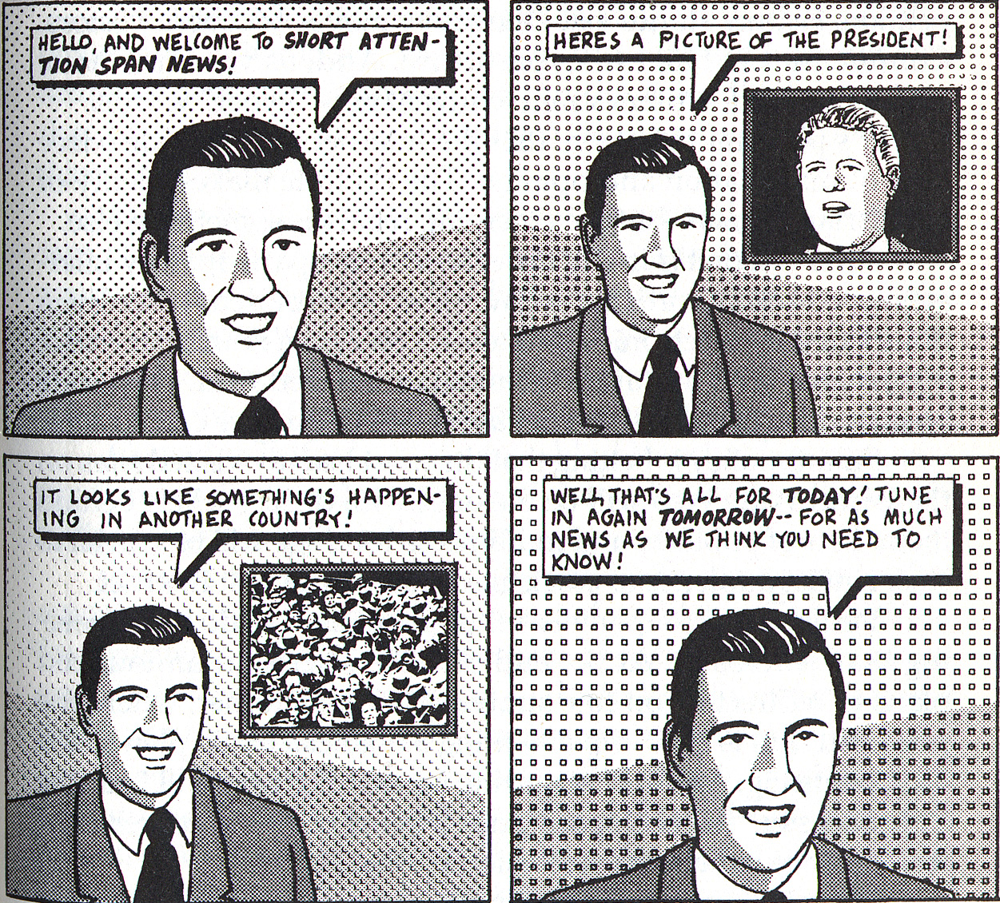 HELLO, AND WELCOME TO SHORT ATTEN-
TION SPAN NEWS!
HERES A PICTURE OF THE PRESIDENT!
IT LOOKS LIKE SOMETHING'S HAPPEN-
ING IN ANOTHER COUNTRY!
WELL, THAT'S ALL FOR TODAY! TUNE
IN AGAIN TOMORROW-- FOR AS MUCH
NEWS AS WE THINK YOU NEED TO
KNOW!